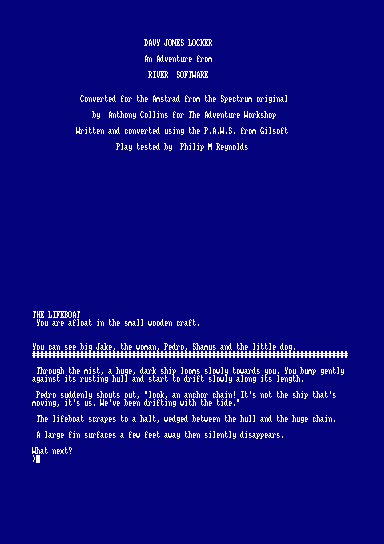 DAVY JONES LOCKER
An Adventure from
RIVER SOFTWARE
Converted for the Amstrad from the Spectrum original
by Anthony Collins for The Adventure Workshop
Written and converted using the P.A.W.S. from Gilsoft
Play tested by Philip M Reynolds
THE LIFEBOAT
You are afloat in the small wooden craft.
You can see big Jake, the woman, Pedro, Shamus and the little dog.
Through the mist, a huge, dark ship looms slowly towards you. You bump gently
against its rusting hull and start to drift slowly along its length.
Pedro suddenly shouts out, "look, an anchor chain! It's not the ship that's
moving, it's us. We've been drifting with the tide."
The lifeboat scrapes to a halt, wedged between the hull and the huge chain.
A large fin surfaces a few feet away then silently disappears.
What next?
>